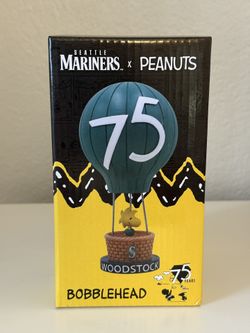 SEATTLE
MARINERS x PEANUTS
75
S
WOODSTOCK
75
YEARS
BOBBLEHEAD